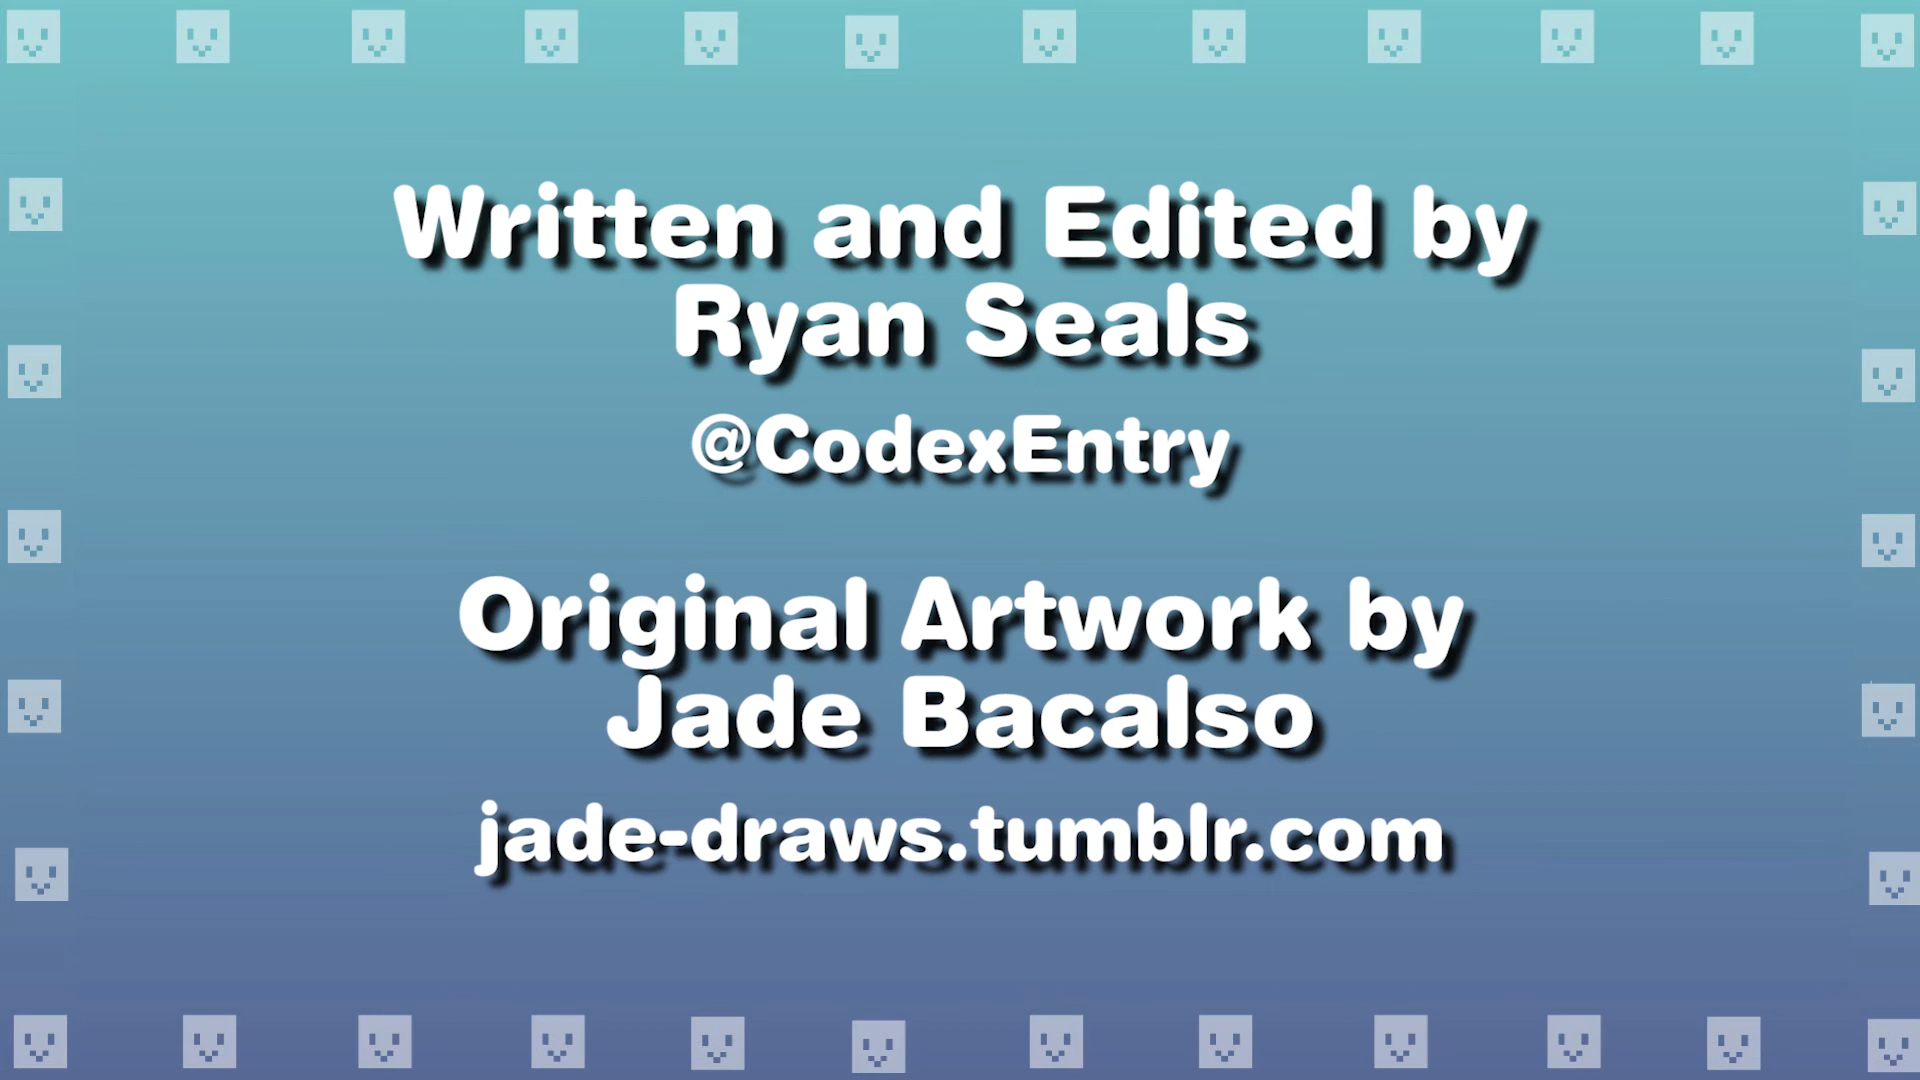 Written and Edited by
Ryan Seals
@CodexEntry
Original Artwork by
Jade Bacalso
jade-draws.tumblr.com